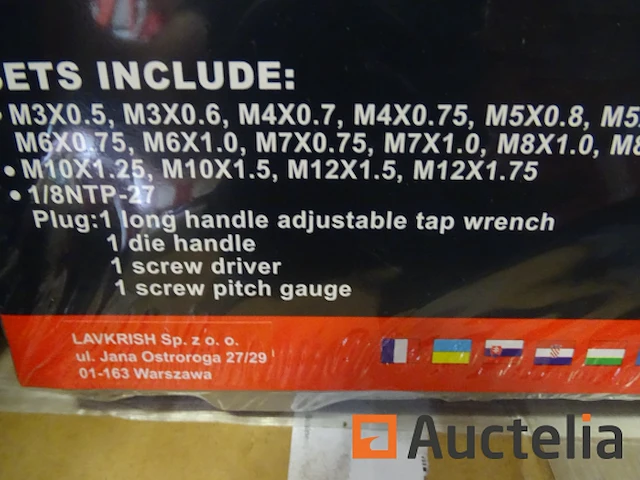 SETS INCLUDE:
• M3X0.5, M3X0.6, M4X0.7, M4X0.75, M5X0.8, M5
M6X0.75, M6X1.0, M7X0.75, M7X1.0, M8X1.0, M8
• M10X1.25, M10X1.5, M12X1.5, M12X1.75
• 1/8NTP-27
Plug:1 long handle adjustable tap wrench
1 die handle
1 screw driver
1 screw pitch gauge
LAVKRISH Sp. z o. o.
ul. Jana Ostroroga 27/29
01-163 Warszawa
Auctelia